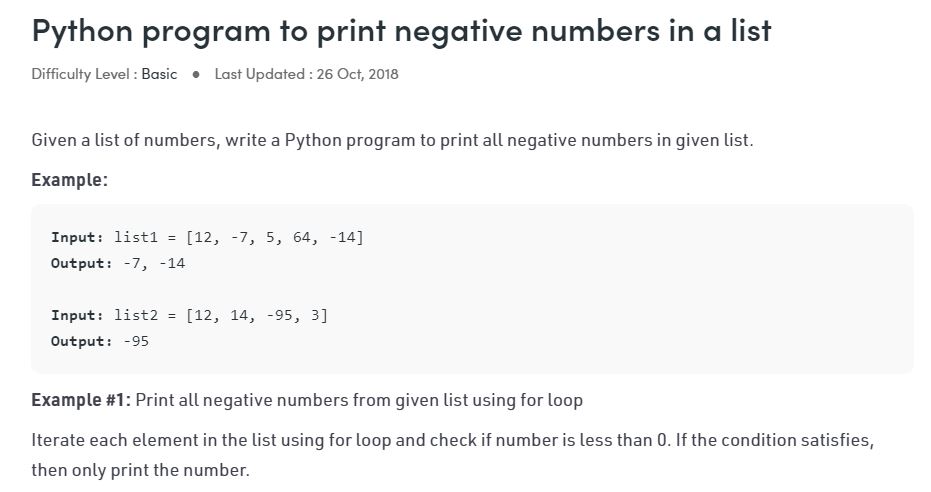 Python program to print negative numbers in a list
Difficulty Level : Basic ● Last Updated : 26 Oct, 2018
Given a list of numbers, write a Python program to print all negative numbers in given list.
Example:
Input: list1 = [12, -7, 5, 64, -14]
Output: -7, -14
Input: list2 = [12, 14, -95, 3]
Output: -95
Example #1: Print all negative numbers from given list using for loop
Iterate each element in the list using for loop and check if number is less than 0. If the condition satisfies,
then only print the number.